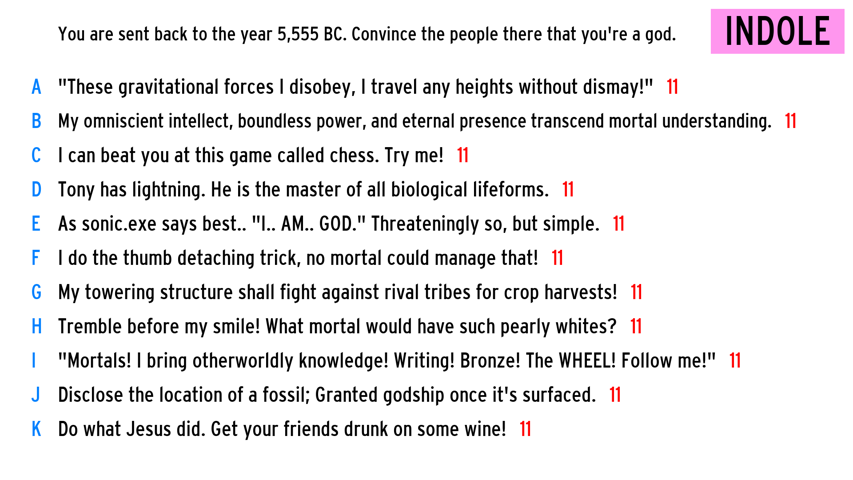 You are sent back to the year 5,555 BC. Convince the people there that you're a god.
INDOLE
A "These gravitational forces I disobey, I travel any heights without dismay!" 11
B My omniscient intellect, boundless power, and eternal presence transcend mortal understanding. 11
C I can beat you at this game called chess. Try me! 11
D Tony has lightning. He is the master of all biological lifeforms. 11
E As sonic.exe says best.. "I.. AM.. GOD." Threateningly so, but simple. 11
F I do the thumb detaching trick, no mortal could manage that! 11
G My towering structure shall fight against rival tribes for crop harvests! 11
H Tremble before my smile! What mortal would have such pearly whites? 11
I "Mortals! I bring otherworldly knowledge! Writing! Bronze! The WHEEL! Follow me!" 11
J Disclose the location of a fossil; Granted godship once it's surfaced. 11
K Do what Jesus did. Get your friends drunk on some wine! 11